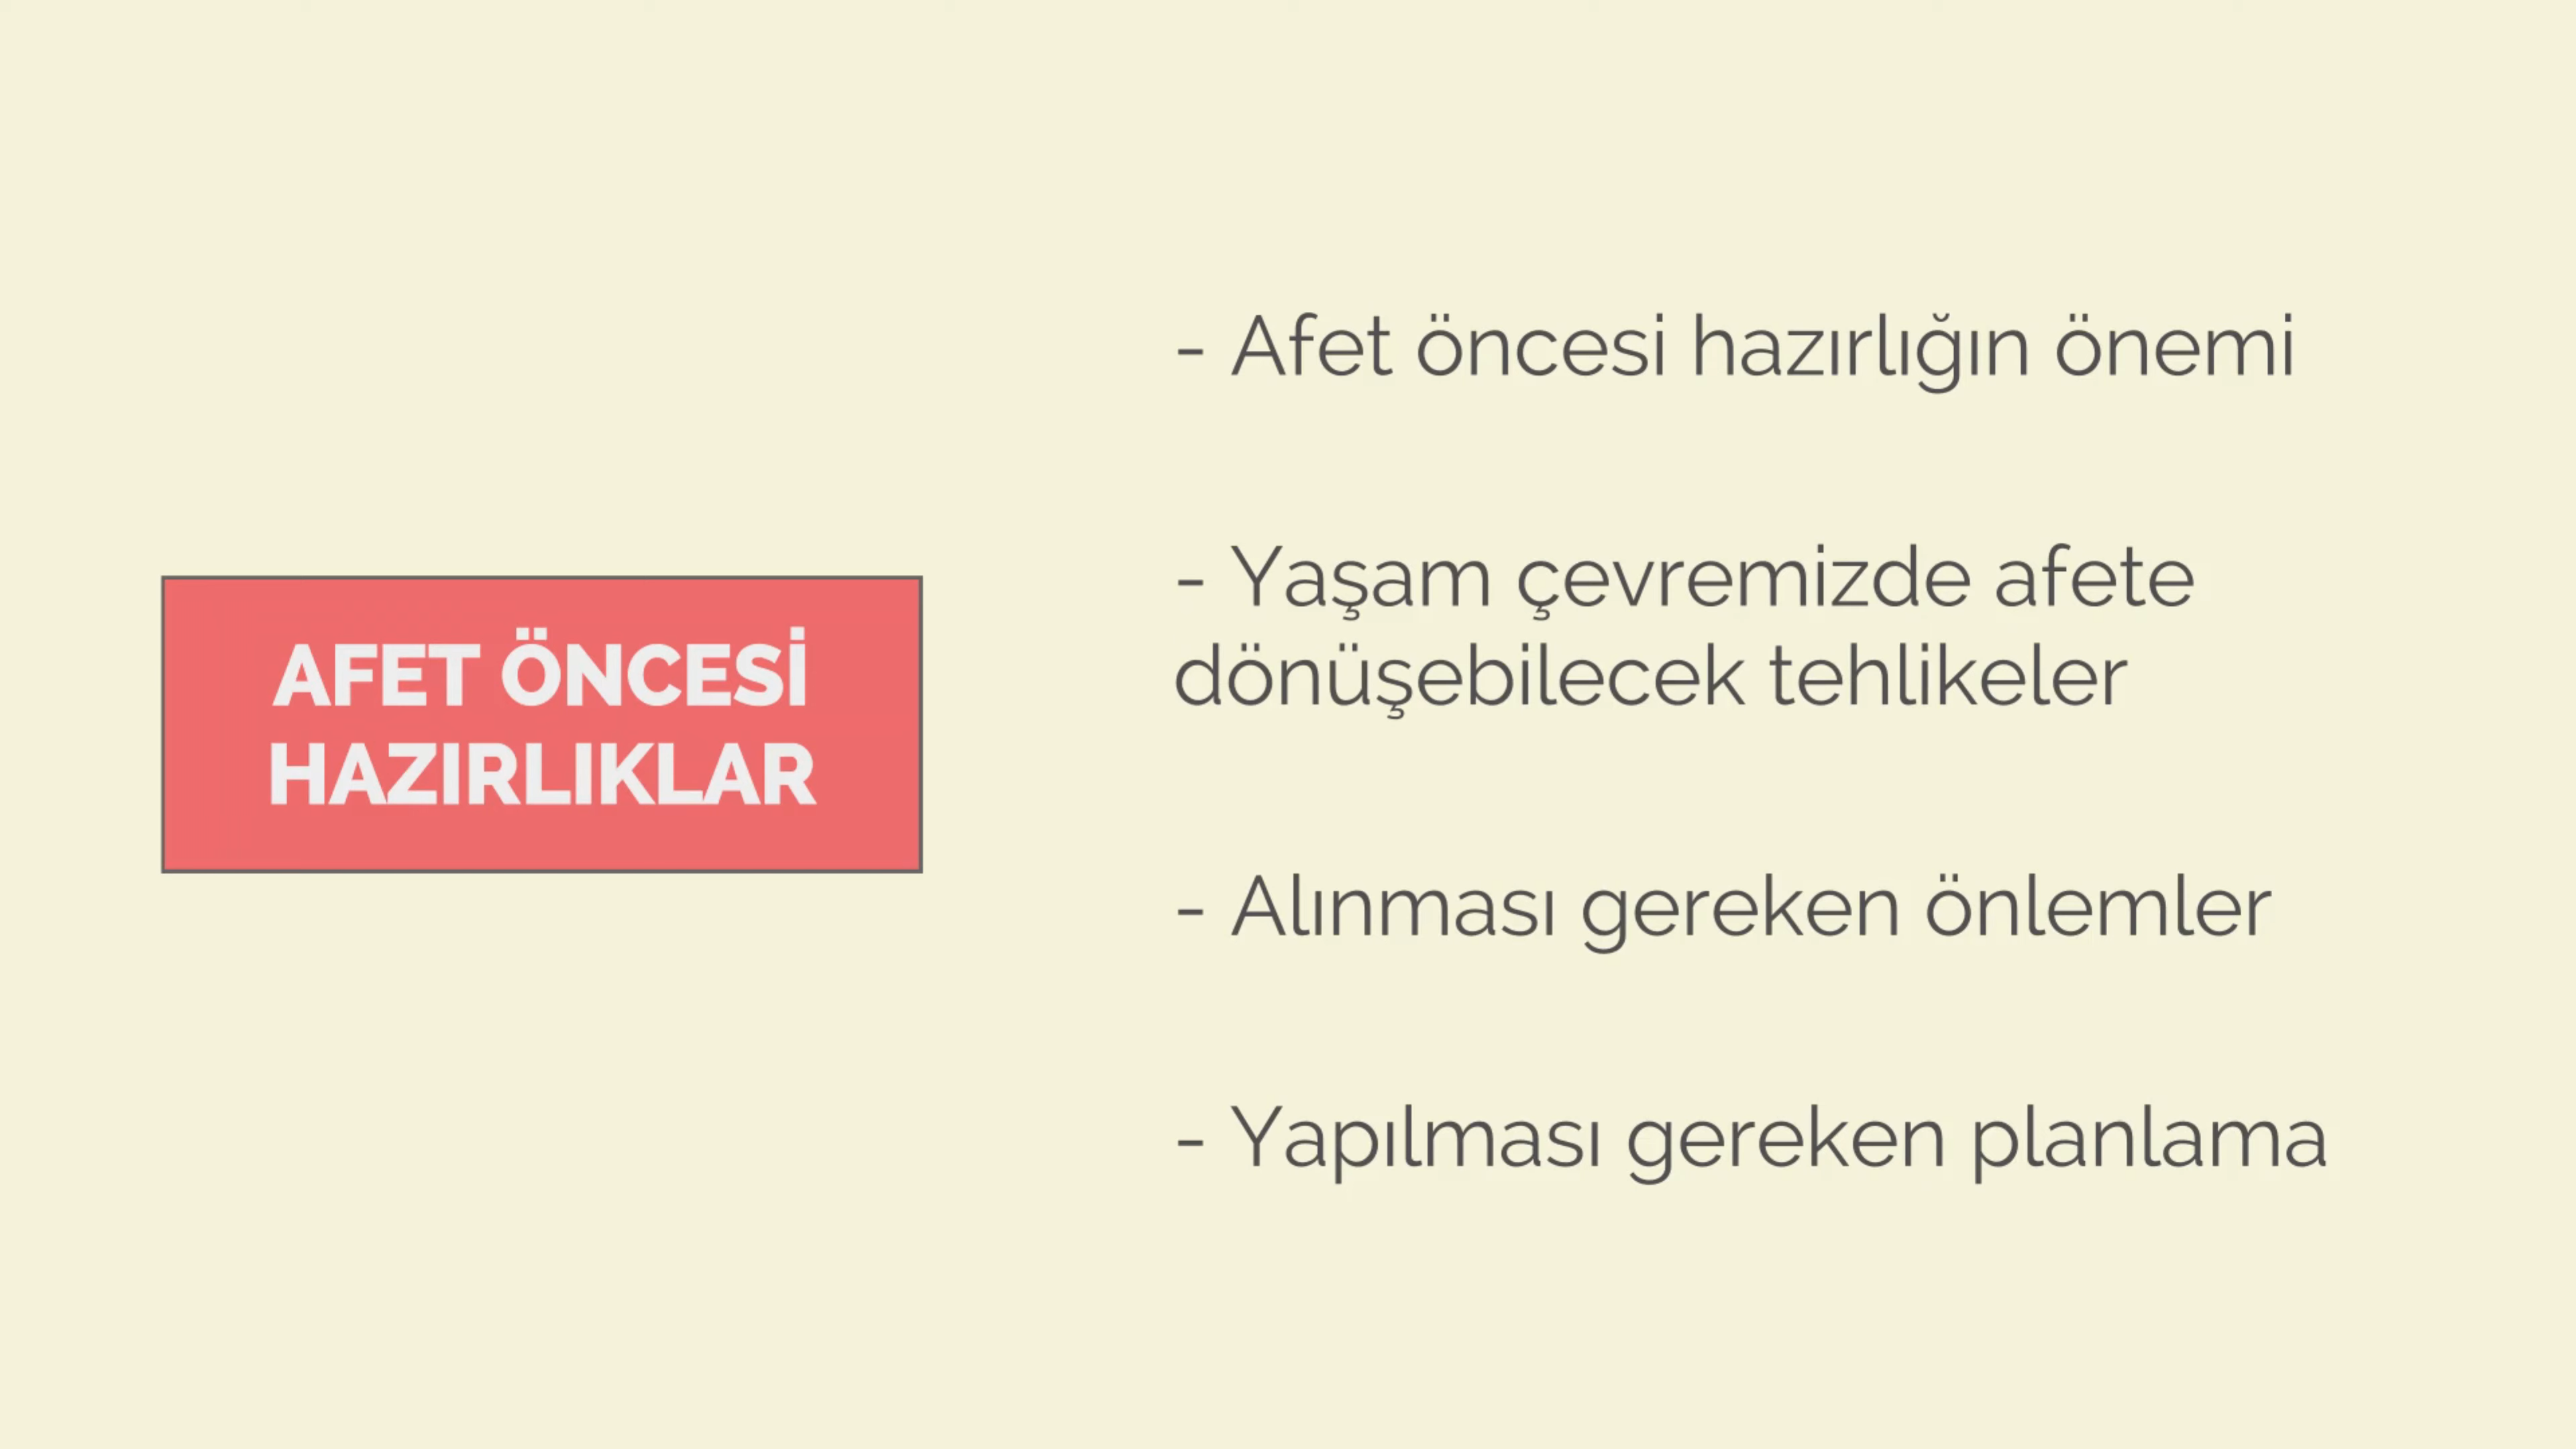 AFET ÖNCESİ
HAZIRLIKLAR
- Afet öncesi hazırlığın önemi
- Yaşam çevremizde afete
dönüşebilecek tehlikeler
- Alınması gereken önlemler
- Yapılması gereken planlama